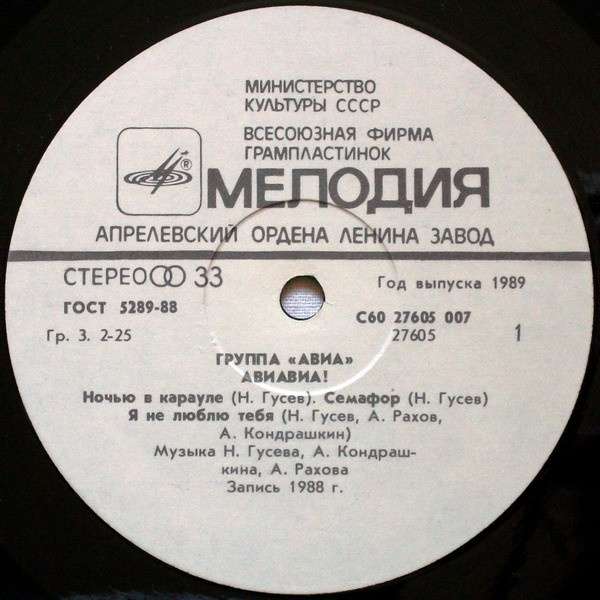 МИНИСТЕРСТВО
КУЛЬТУРЫ СССР
ВСЕСОЮЗНАЯ ФИРМА
ГРАМПЛАСТИНОК
®
МЕЛОДИЯ
АПРЕЛЕВСКИЙ ОРДЕНА ЛЕНИНА ЗАВОД
СТЕРЕО 33
Год выпуска 1989
ГОСТ 5289-88
С60 27605 007
Гр. 3. 2-25
27605 1
ГРУППА «АВИА»
АВИАВИА!
Ночью в карауле (Н. Гусев). Семафор (Н. Гусев)
Я не люблю тебя (Н. Гусев, А. Рахов,
А. Кондрашкин)
Музыка Н. Гусева, А. Кондраш-
кина, А. Рахова
Запись 1988 г.